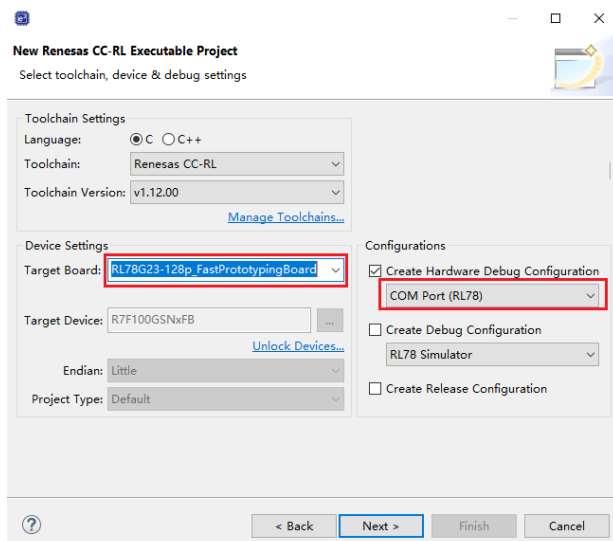 New Renesas CC-RL Executable Project
Select toolchain, device & debug settings
Toolchain Settings
Language: C C++
Toolchain: Renesas CC-RL
Toolchain Version: v1.12.00
Manage Toolchains...
Device Settings
Target Board: RL78G23-128p_FastPrototypingBoard
Target Device: R7F100GSNxFB ...
Unlock Devices...
Endian: Little
Project Type: Default
Configurations
Create Hardware Debug Configuration
COM Port (RL78)
Create Debug Configuration
RL78 Simulator
Create Release Configuration
? < Back Next > Finish Cancel